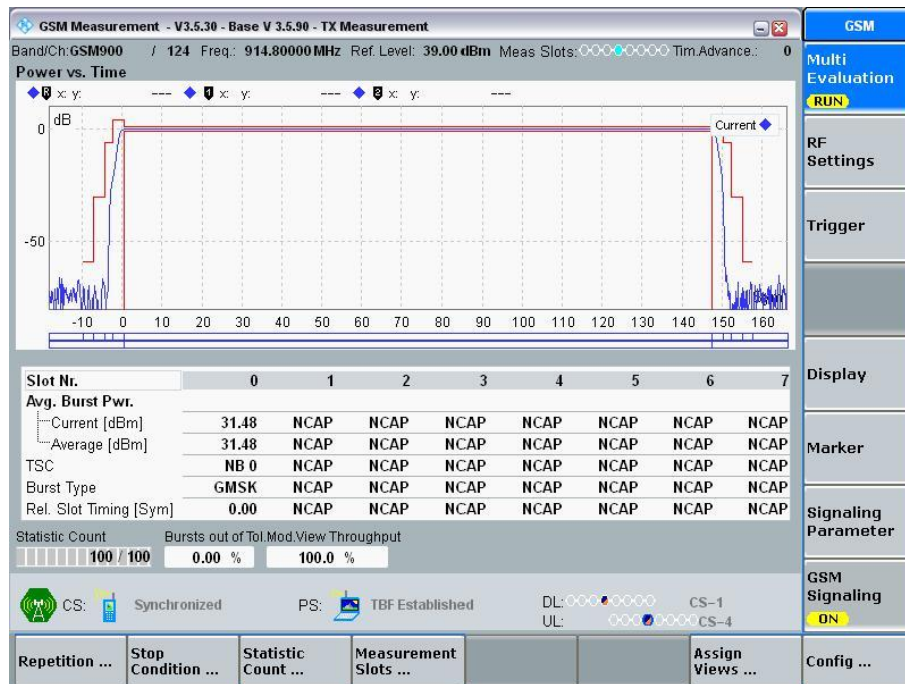 GSM Measurement - V3.5.30 - Base V 3.5.90 - TX Measurement
GSM
Band/Ch:GSM900 / 124 Freq.: 914.80000 MHz Ref. Level: 39.00 dBm Meas Slots: Tim.Advance.: 0
Multi Evaluation
RUN
Power vs. Time
R x: y: --- 1 x: y: --- 2 x: y: ---
dB
Current
0
-50
-10 0 10 20 30 40 50 60 70 80 90 100 110 120 130 140 150 160
RF Settings
Trigger
Slot Nr. 0 1 2 3 4 5 6 7
Avg. Burst Pwr.
Current [dBm] 31.48 NCAP NCAP NCAP NCAP NCAP NCAP NCAP
Average [dBm] 31.48 NCAP NCAP NCAP NCAP NCAP NCAP NCAP
TSC NB 0 NCAP NCAP NCAP NCAP NCAP NCAP NCAP
Burst Type GMSK NCAP NCAP NCAP NCAP NCAP NCAP NCAP
Rel. Slot Timing [Sym] 0.00 NCAP NCAP NCAP NCAP NCAP NCAP NCAP
Display
Marker
Signaling Parameter
Statistic Count Bursts out of Tol. Mod.View Throughput
100 / 100 0.00 % 100.0 %
CS: Synchronized PS: TBF Established DL: CS-1
UL: CS-4
GSM Signaling
ON
Repetition ...
Stop Condition ...
Statistic Count ...
Measurement Slots ...
Assign Views ...
Config ...